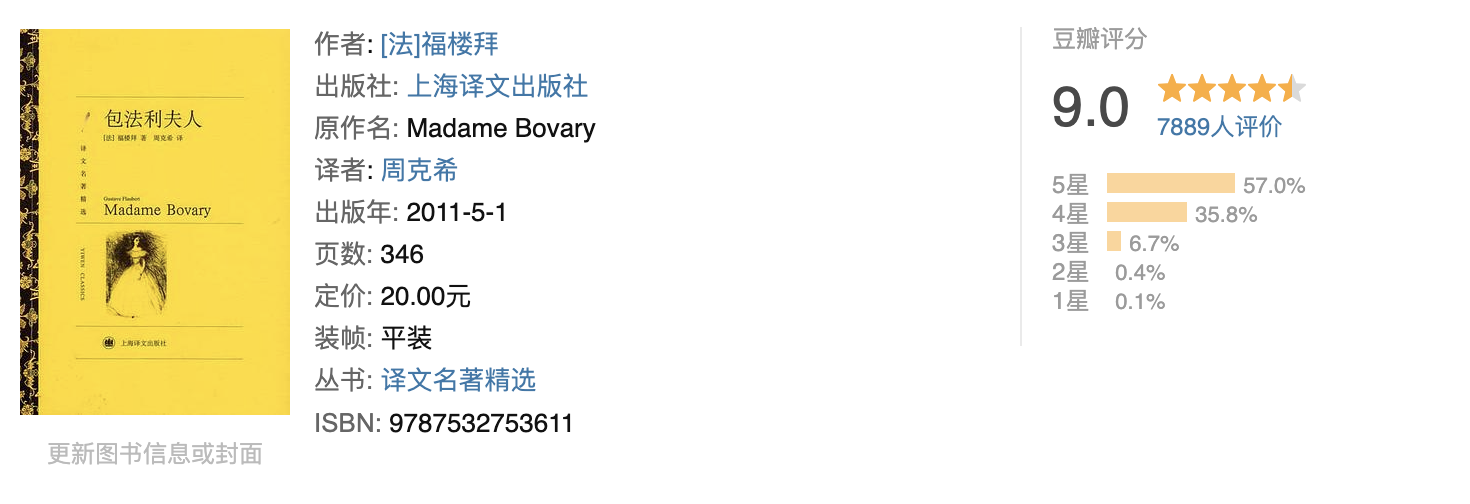 包法利夫人
[法] 福楼拜 著 周克希 译
译文名著精选
Gustave Flaubert
Madame Bovary
YIWEN CLASSICS
上海译文出版社
更新图书信息或封面
作者: [法]福楼拜
出版社: 上海译文出版社
原作名: Madame Bovary
译者: 周克希
出版年: 2011-5-1
页数: 346
定价: 20.00元
装帧: 平装
丛书: 译文名著精选
ISBN: 9787532753611
豆瓣评分
9.0
7889人评价
5星 57.0%
4星 35.8%
3星 6.7%
2星 0.4%
1星 0.1%